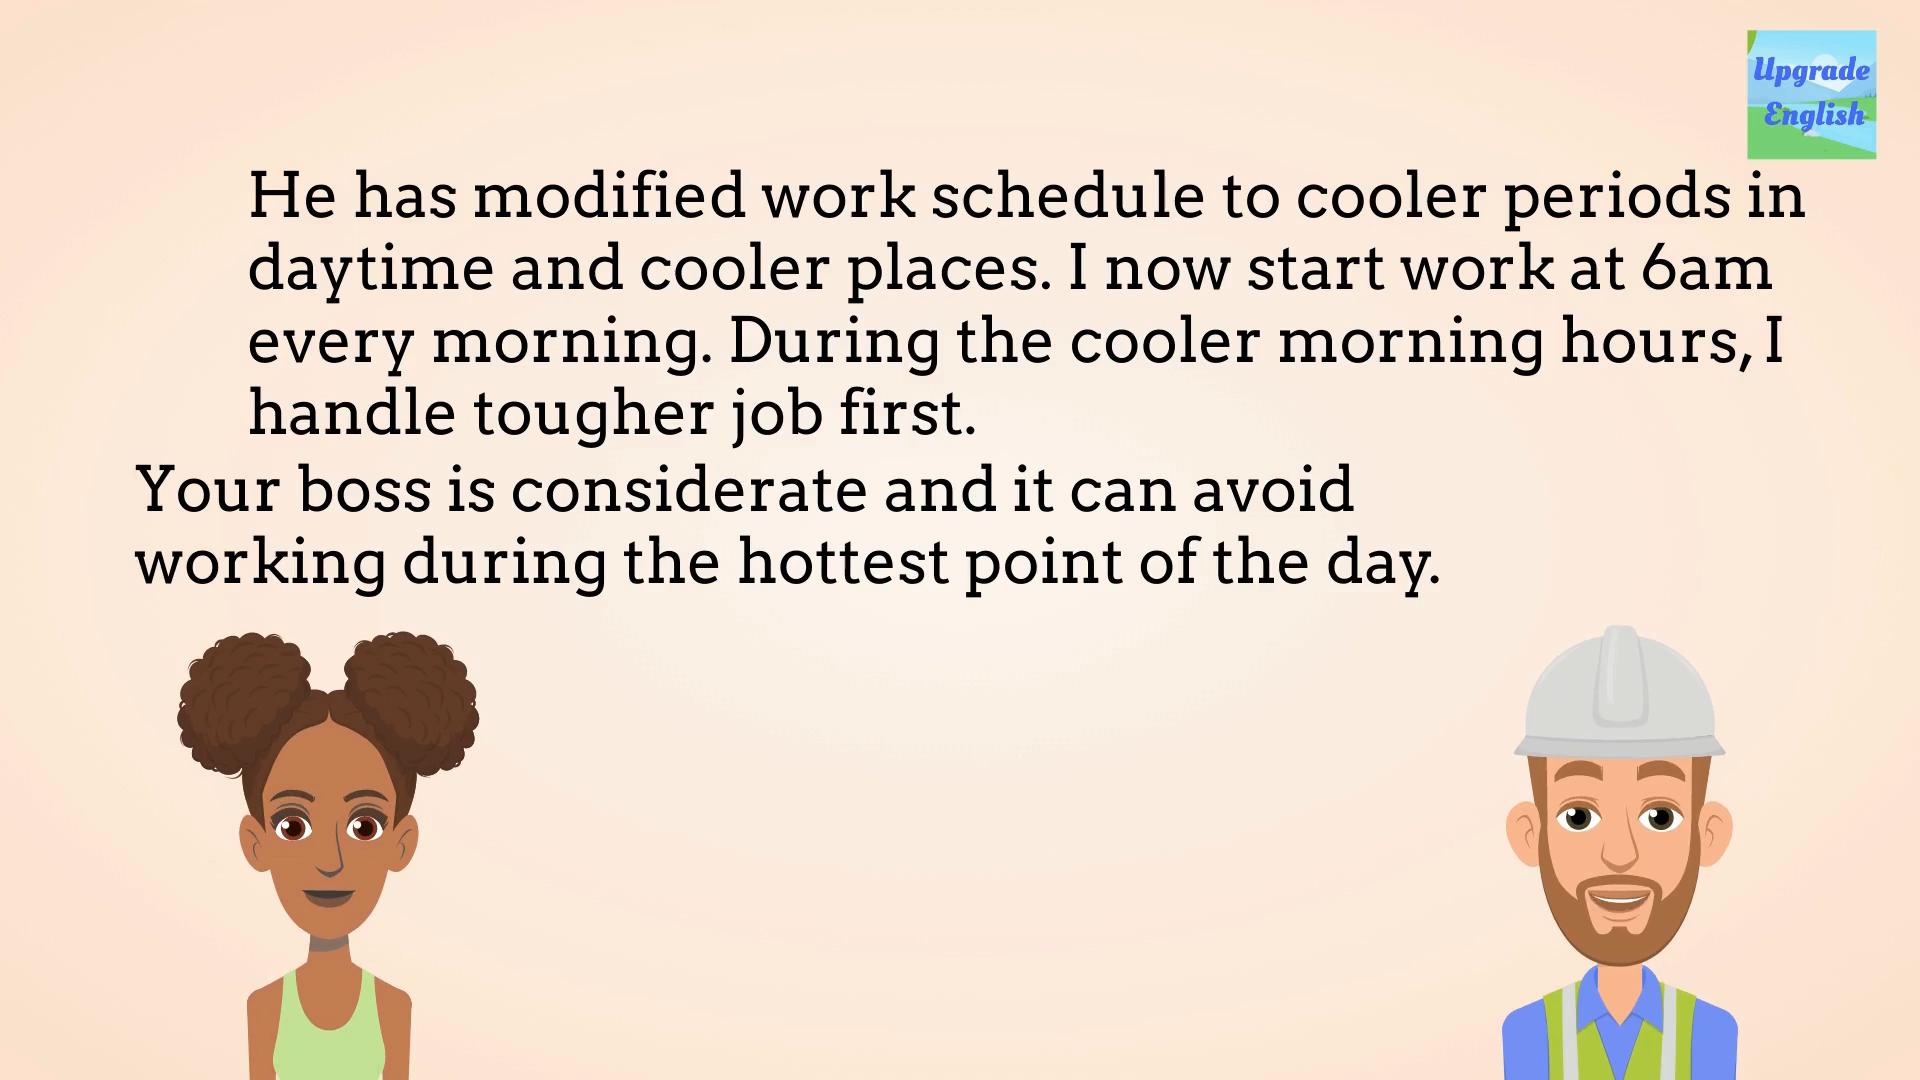 Upgrade
English
He has modified work schedule to cooler periods in
daytime and cooler places. I now start work at 6am
every morning. During the cooler morning hours, I
handle tougher job first.
Your boss is considerate and it can avoid
working during the hottest point of the day.